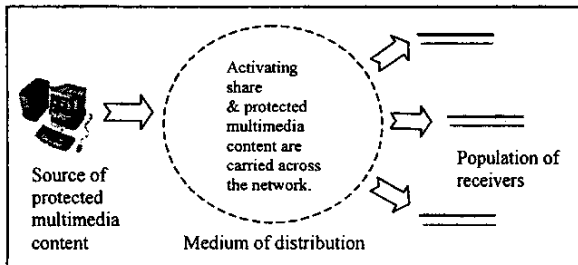 Activating
share
& protected
multimedia
content are
carried across
the network.
Source of
protected
multimedia
content
Medium of distribution
Population of
receivers